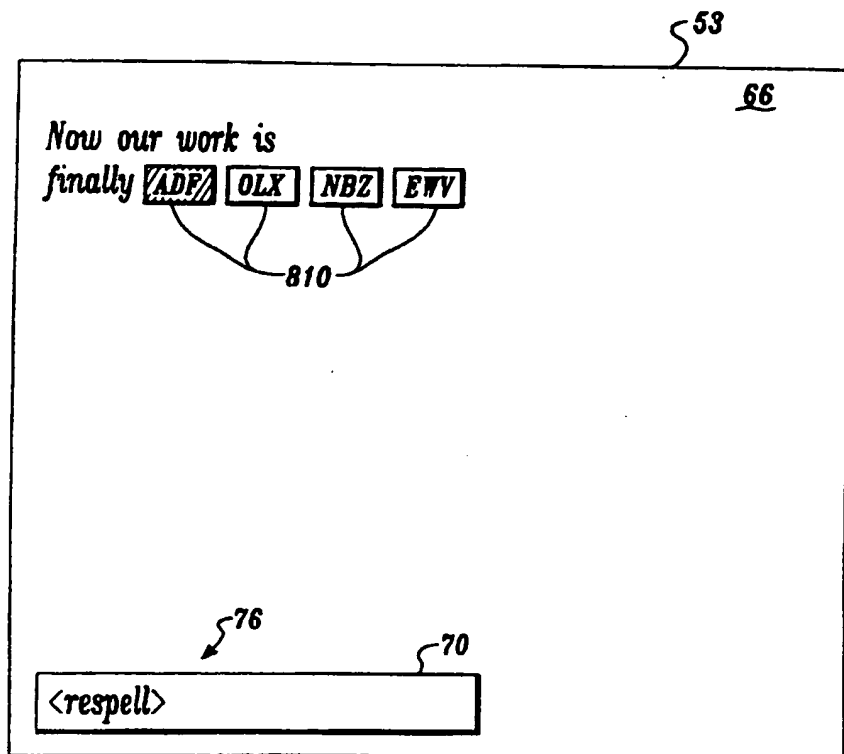 53
66
Now our work is
finally ADF OLX NBZ EWV
810
76
70
<respell>